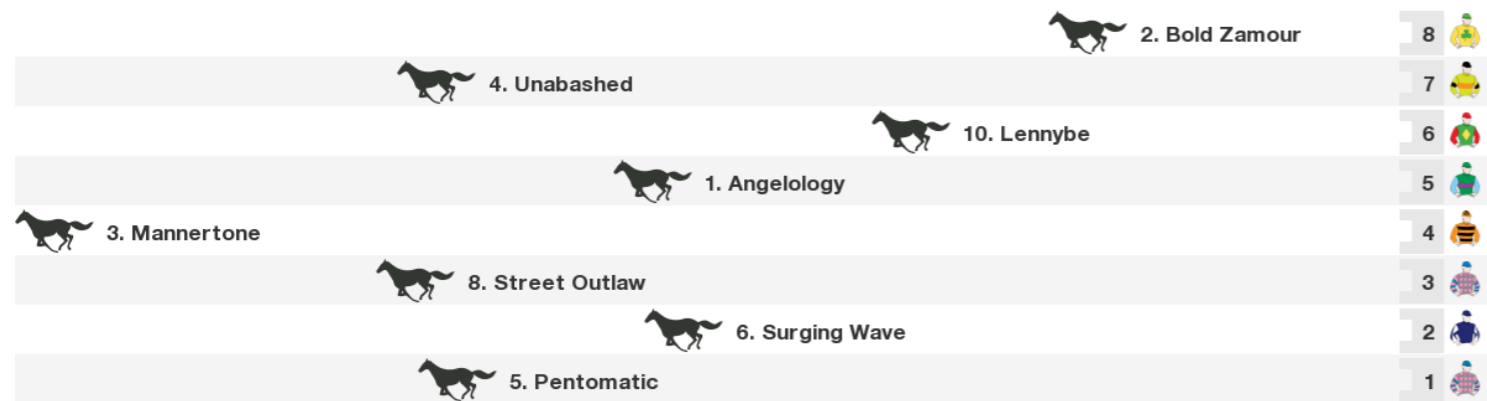 2. Bold Zamour 8
4. Unabashed 7
10. Lennybe 6
1. Angelology 5
3. Mannertone 4
8. Street Outlaw 3
6. Surging Wave 2
5. Pentomatic 1